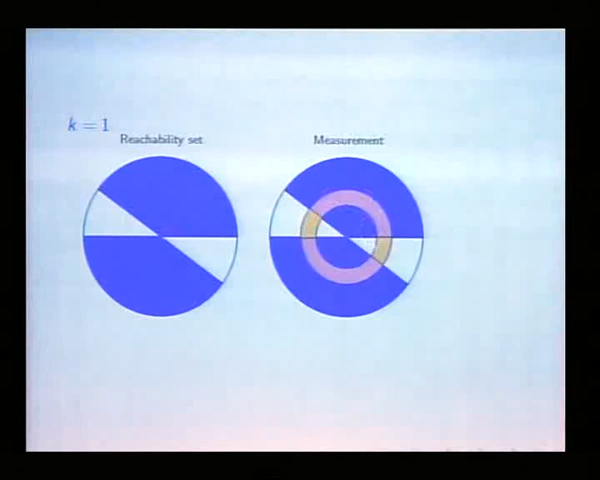 k = 1
Reachability set
Measurement